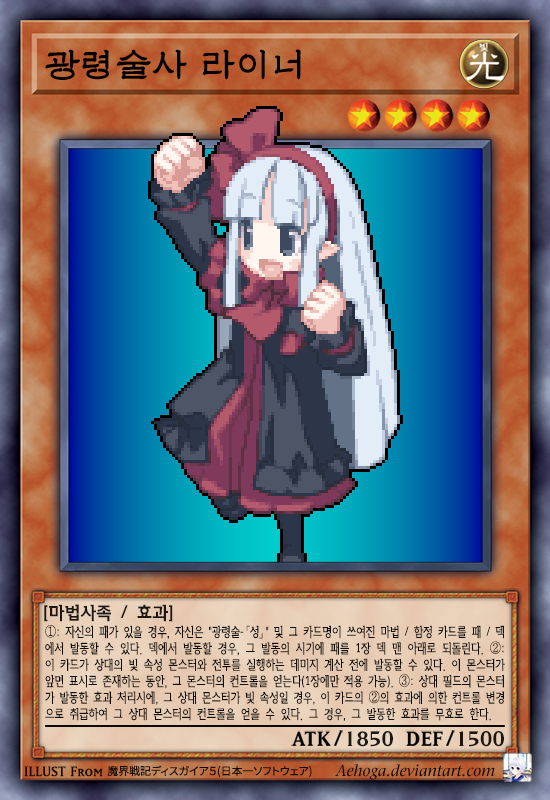 광령술사 라이너
光
[마법사족 / 효과]
①: 자신의 패가 있을 경우, 자신은 "광령술-「성」" 및 그 카드명이 쓰여진 마법 / 함정 카드를 패 / 덱
에서 발동할 수 있다. 덱에서 발동할 경우, 그 발동의 시기에 패를 1장 덱 맨 아래로 되돌린다. ②:
이 카드가 상대의 빛 속성 몬스터와 전투를 실행하는 데미지 계산 전에 발동할 수 있다. 이 몬스터가
앞면 표시로 존재하는 동안, 그 몬스터의 컨트롤을 얻는다(1장에만 적용 가능). ③: 상대 필드의 몬스터
가 발동한 효과 처리시에, 그 상대 몬스터가 빛 속성일 경우, 이 카드의 ②의 효과에 의한 컨트롤 변경
으로 취급하여 그 상대 몬스터의 컨트롤을 얻을 수 있다. 그 경우, 그 발동한 효과를 무효로 한다.
ATK/1850 DEF/1500
ILLUST FROM 魔界戦記ディスガイア5(日本一ソフトウェア) Aehoga.deviantart.com